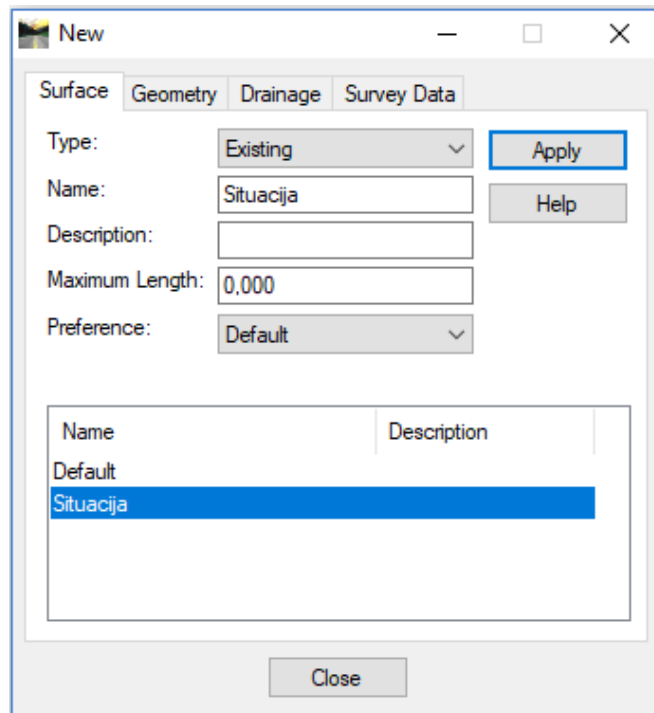 New
Surface Geometry Drainage Survey Data
Type: Existing Apply
Name: Situacija Help
Description:
Maximum Length: 0,000
Preference: Default
Name Description
Default
Situacija
Close